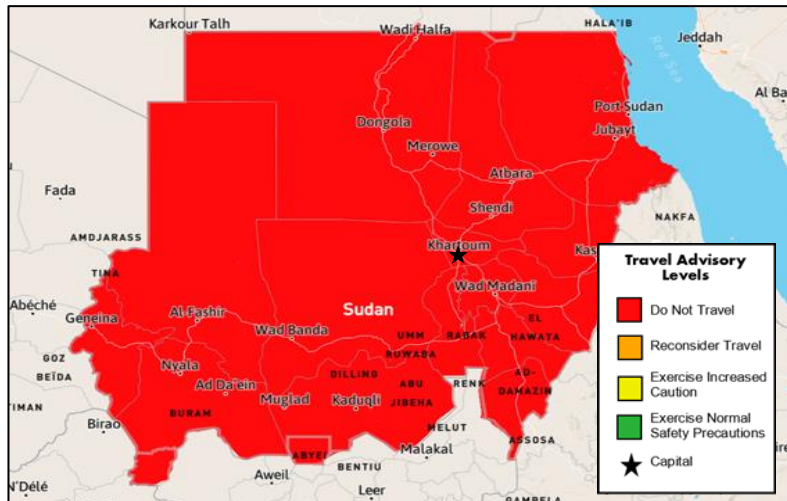 Karkour Talh
Wadi Halfa
HALA'IB
Jeddah
Red Sea
Al Ba
Port Sudan
Dongola
Jubayt
Merowe
Atbara
Fada
Shendi
NAKFA
AMDJARASS
Khartoum
Kas
TINA
Wad Madani
Abéché
Geneina
Al Fashir
Sudan
EL
HAWATA
Wad Banda
UMM
RUWABA
RABAK
GOZ
BEÏDA
Nyala
DILLING
AD-
DAMAZIN
Ad Da'ein
ABU
JIBEHA
RENK
TIMAN
BURAM
Muglad
Kaduqli
Birao
MELUT
ASSOSA
ABYEI
Malakal
Aweil
BENTIU
N'Délé
Leer
GAMBELA
Travel Advisory
Levels
Do Not Travel
Reconsider Travel
Exercise Increased
Caution
Exercise Normal
Safety Precautions
Capital